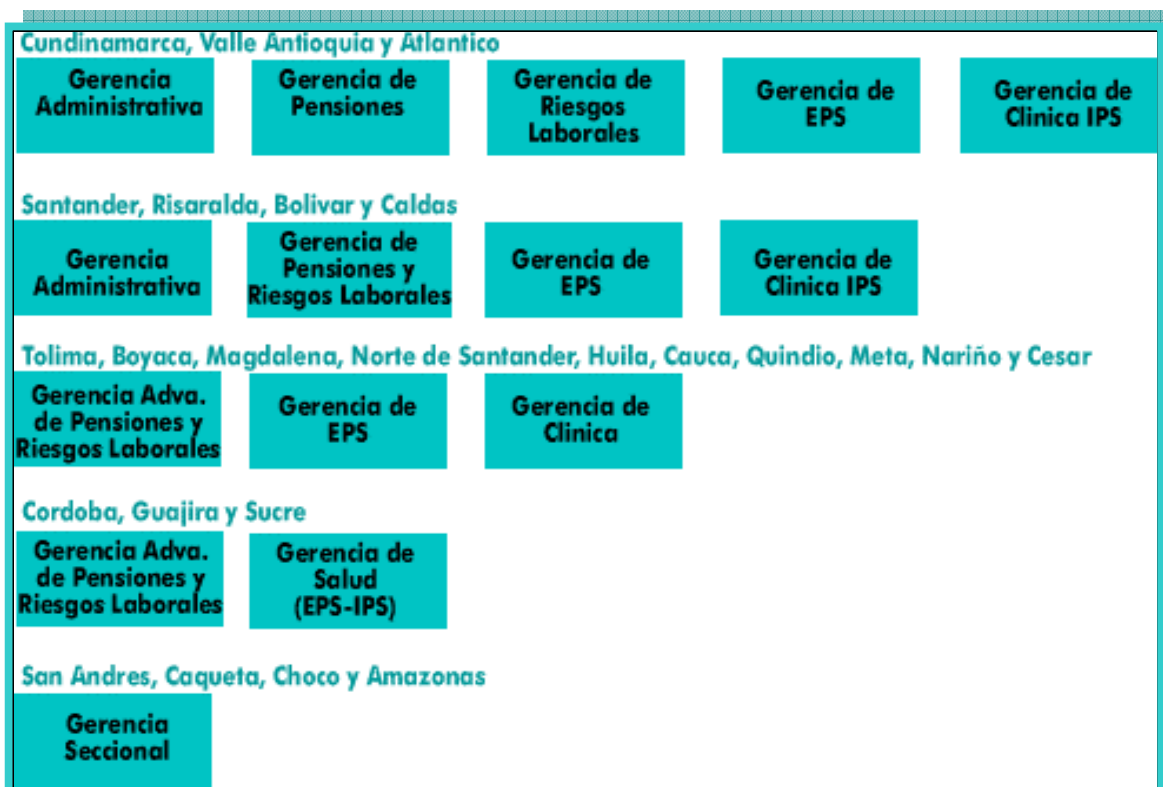 Cundinamarca, Valle Antioquia y Atlantico
Gerencia
Administrativa
Gerencia de
Pensiones
Gerencia de
Riesgos
Laborales
Gerencia de
EPS
Gerencia de
Clinica IPS
Santander, Risaralda, Bolivar y Caldas
Gerencia
Administrativa
Gerencia de
Pensiones y
Riesgos Laborales
Gerencia de
EPS
Gerencia de
Clinica IPS
Tolima, Boyaca, Magdalena, Norte de Santander, Huila, Cauca, Quindio, Meta, Nariño y Cesar
Gerencia Adva.
de Pensiones y
Riesgos Laborales
Gerencia de
EPS
Gerencia de
Clinica
Cordoba, Guajira y Sucre
Gerencia Adva.
de Pensiones y
Riesgos Laborales
Gerencia de
Salud
(EPS-IPS)
San Andres, Caqueta, Choco y Amazonas
Gerencia
Seccional